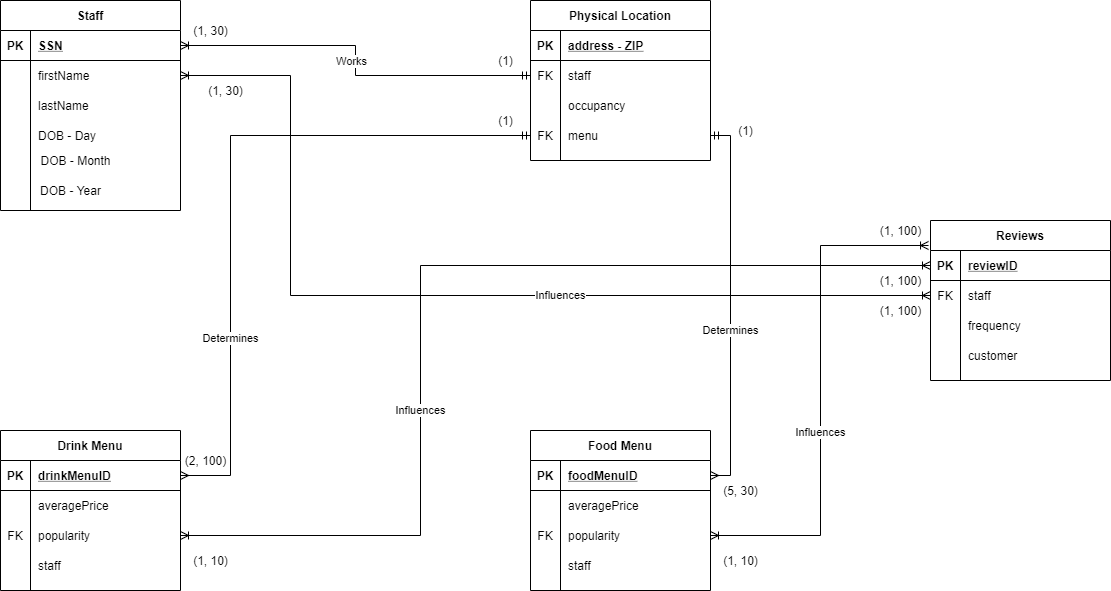 Staff
PK SSN
firstName
lastName
DOB - Day
DOB - Month
DOB - Year
(1, 30)
(1, 30)
Works
(1)
(1)
Physical Location
PK address - ZIP
FK staff
occupancy
FK menu
(1)
Reviews
PK reviewID
FK staff
frequency
customer
(1, 100)
(1, 100)
(1, 100)
Influences
Determines
Determines
Influences
Influences
Drink Menu
PK drinkMenuID
averagePrice
FK popularity
staff
(2, 100)
(1, 10)
Food Menu
PK foodMenuID
averagePrice
FK popularity
staff
(5, 30)
(1, 10)